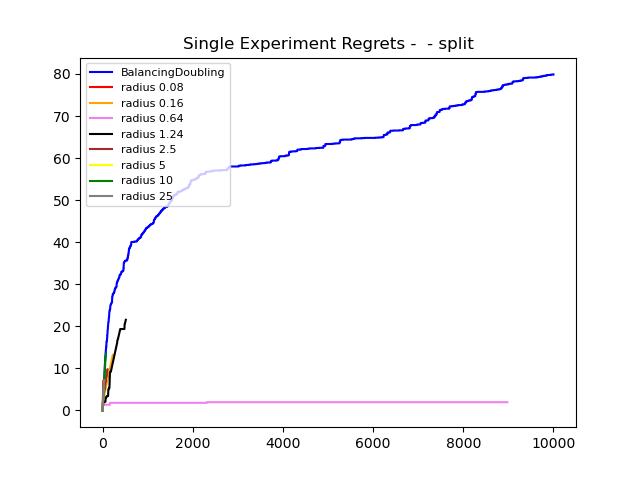 Single Experiment Regrets -  - split
80
70
60
50
40
30
20
10
0
BalancingDoubling
radius 0.08
radius 0.16
radius 0.64
radius 1.24
radius 2.5
radius 5
radius 10
radius 25
0 2000 4000 6000 8000 10000